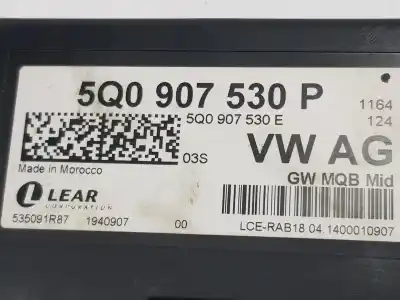 5Q0 907 530 P
1164
5Q0 907 530 E
124
03S
VW AG
Made in Morocco
GW MQB Mid
LEAR
CORPORATION
535091R87 1940907 00
LCE-RAB18 04.1400010907